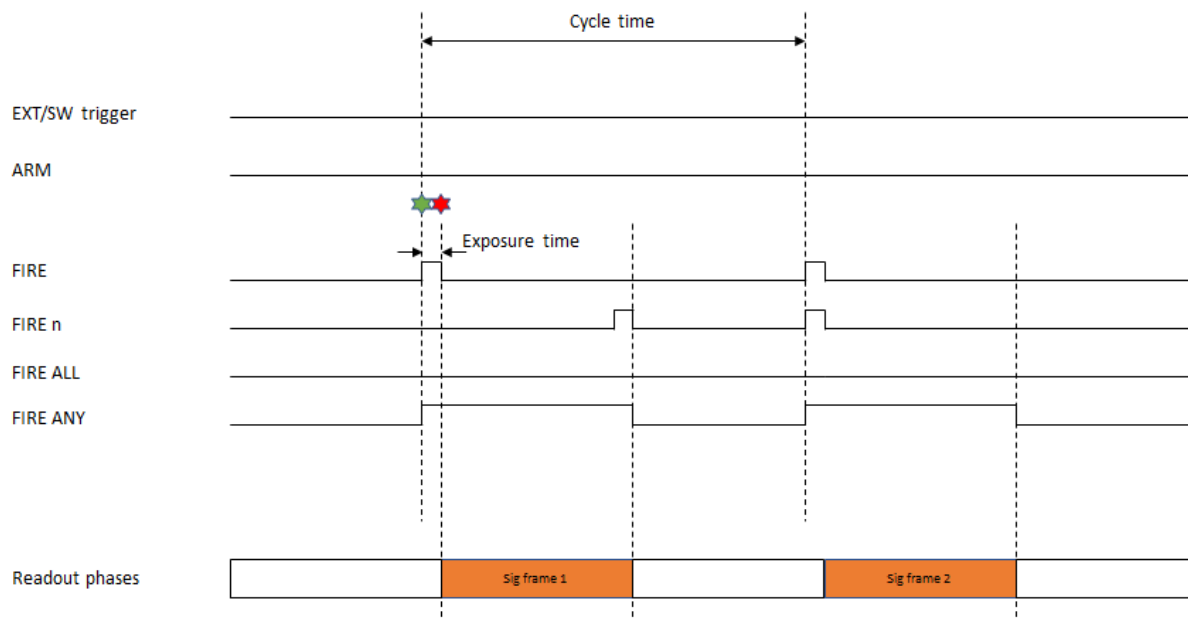 Cycle time
EXT/SW trigger
ARM
Exposure time
FIRE
FIRE n
FIRE ALL
FIRE ANY
Readout phases
Sig frame 1
Sig frame 2